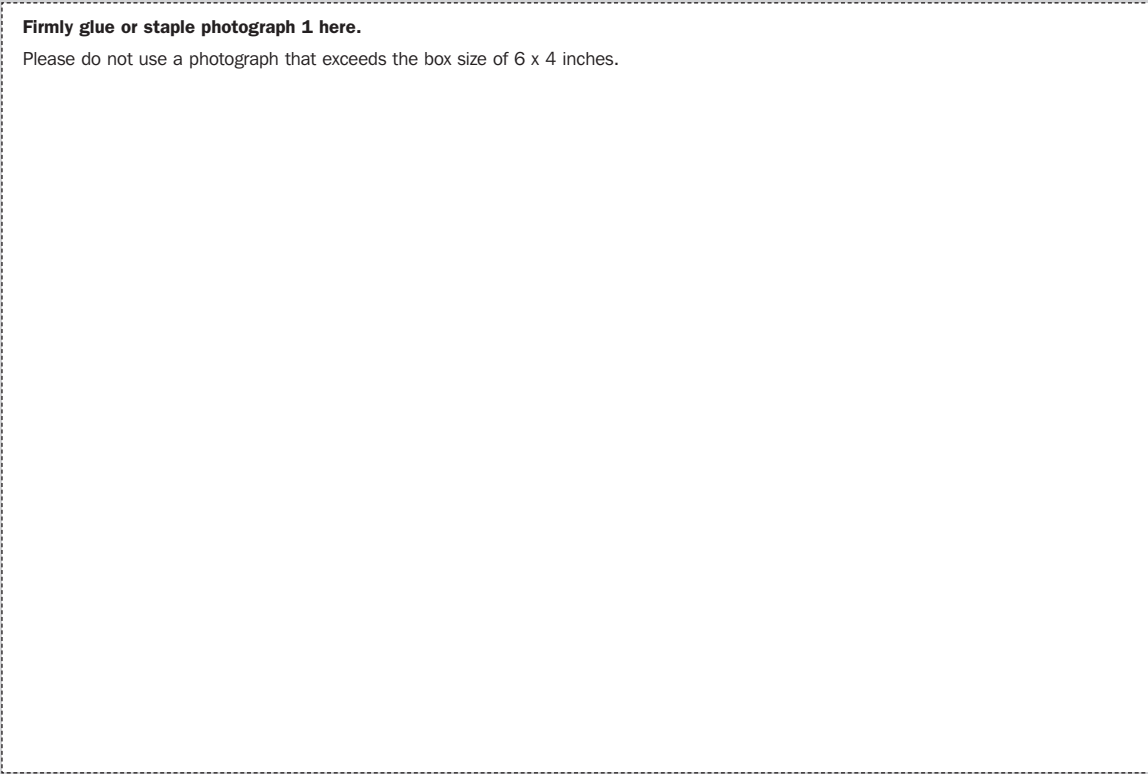 Firmly glue or staple photograph 1 here.
Please do not use a photograph that exceeds the box size of 6 x 4 inches.